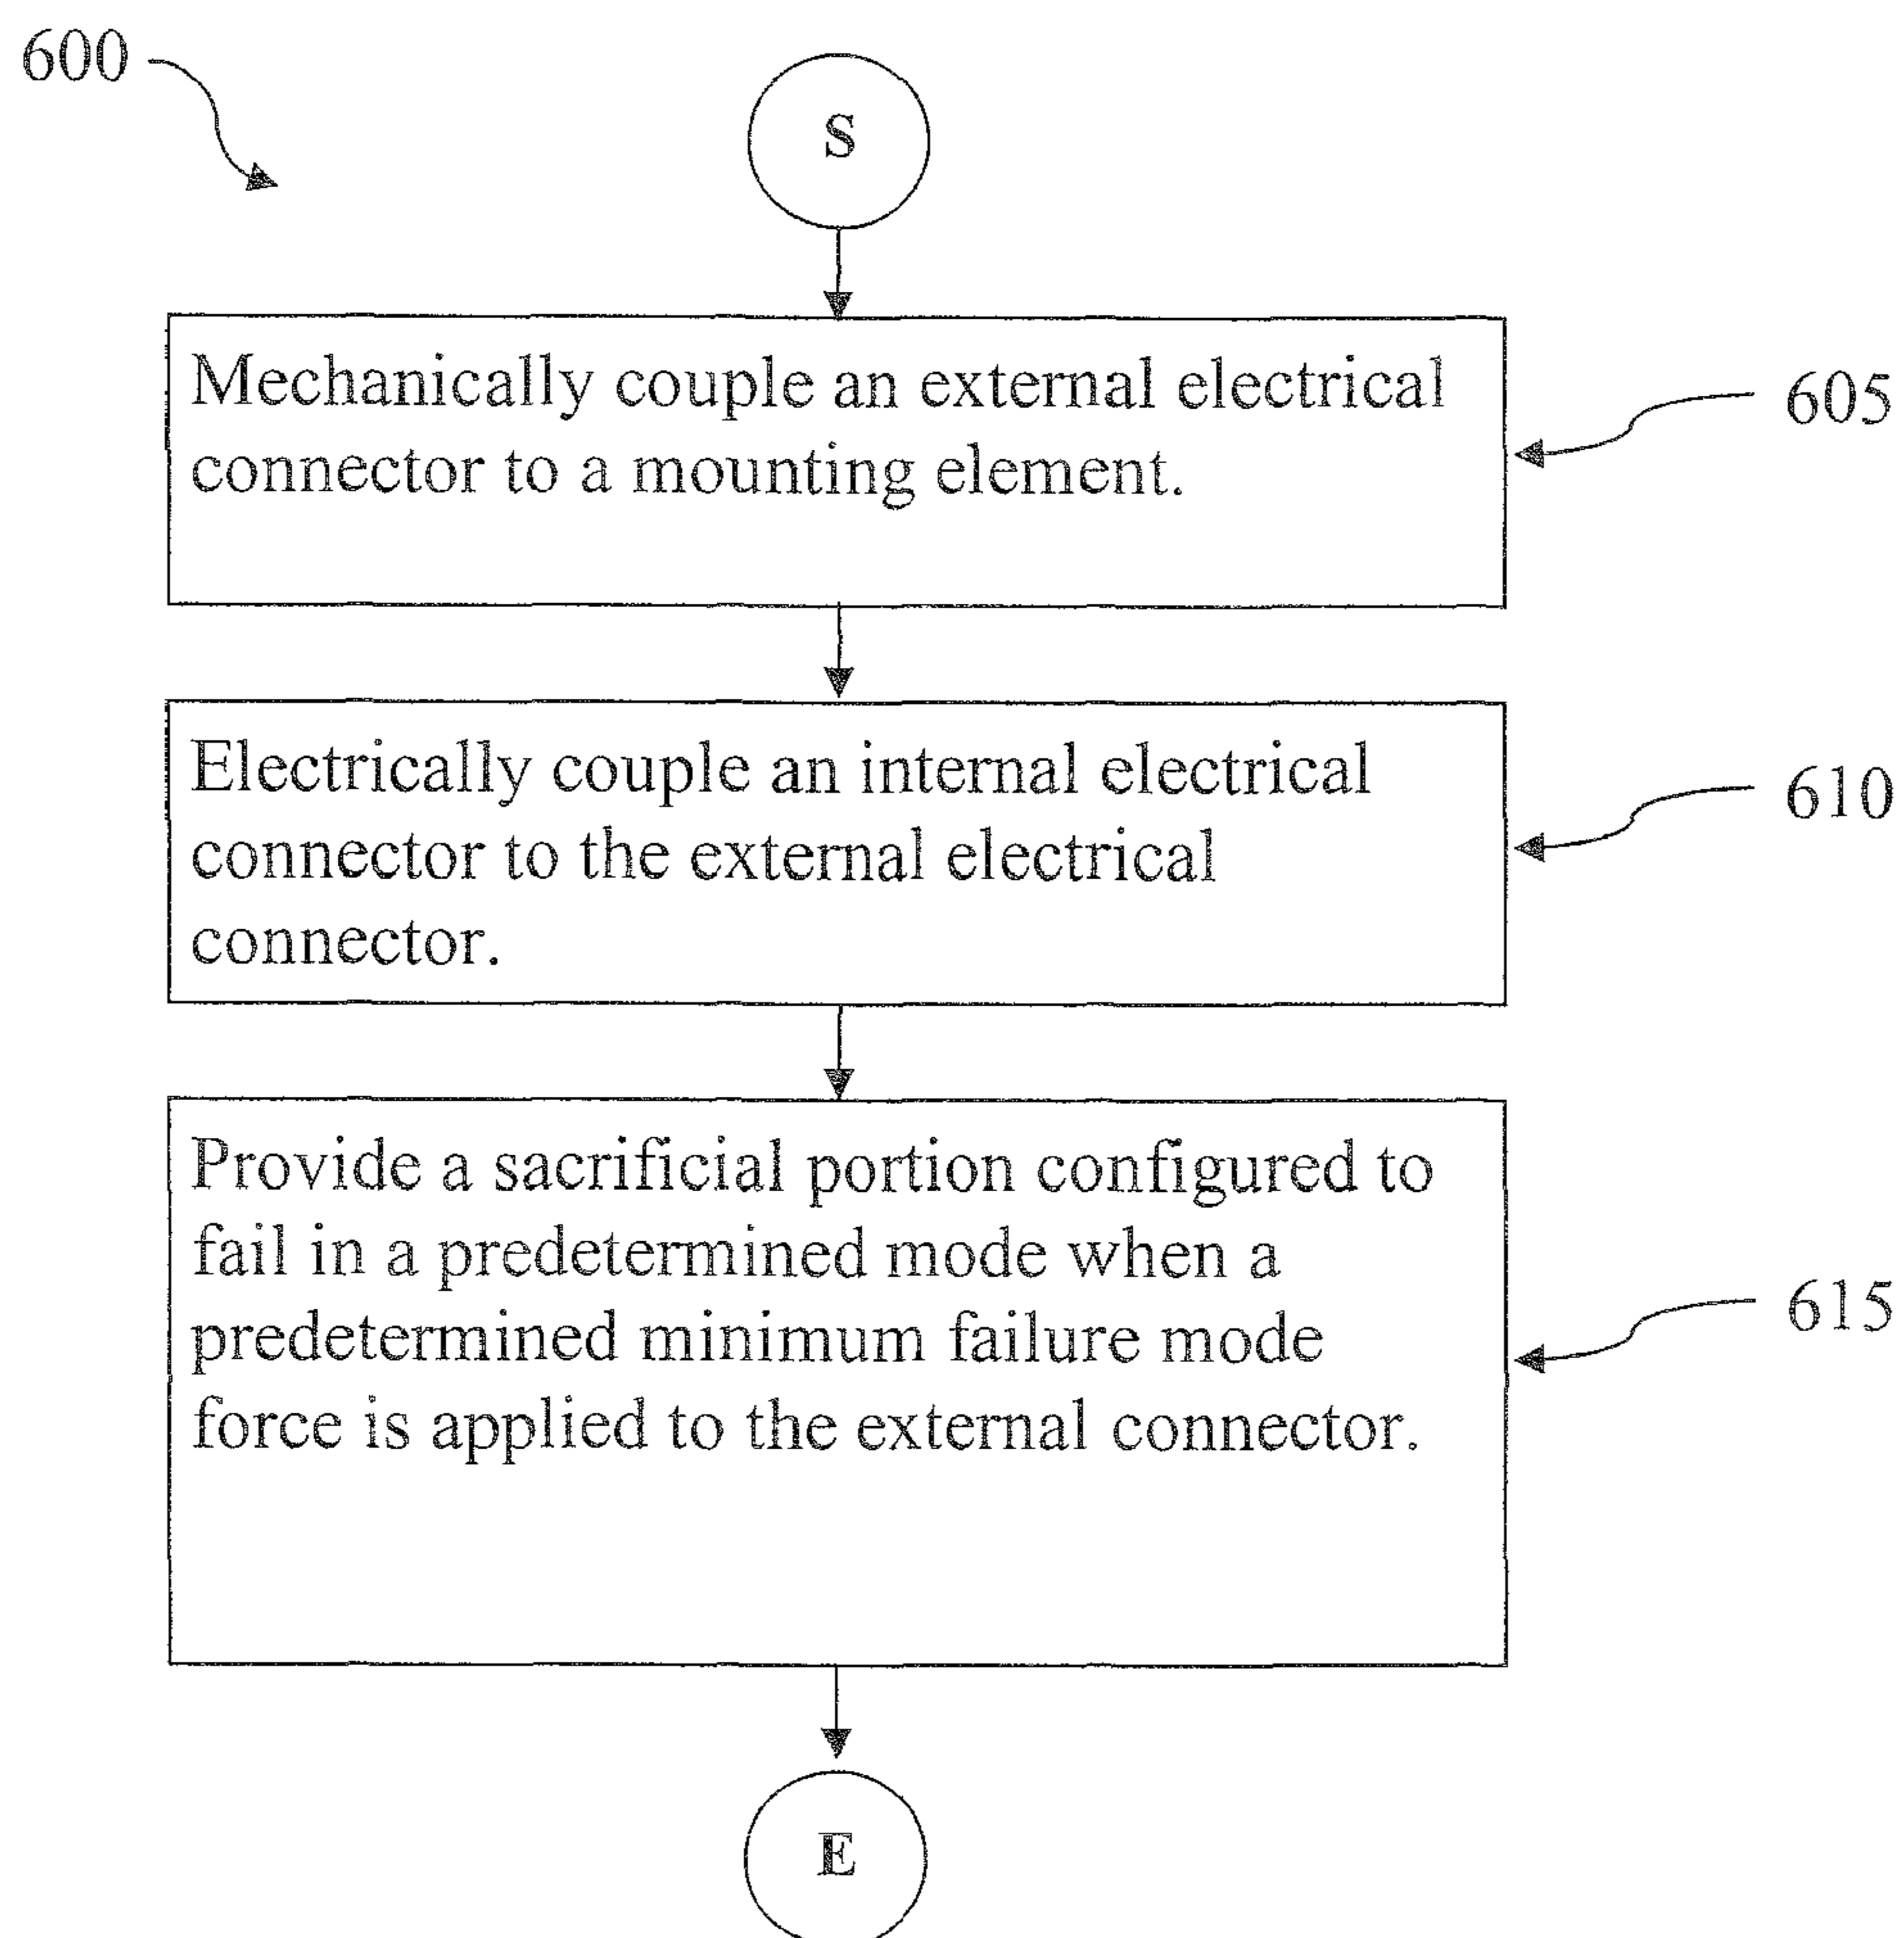 600
S
Mechanically couple an external electrical
connector to a mounting element.
605
Electrically couple an internal electrical
connector to the external electrical
connector.
610
Provide a sacrificial portion configured to
fail in a predetermined mode when a
predetermined minimum failure mode
force is applied to the external connector.
615
E